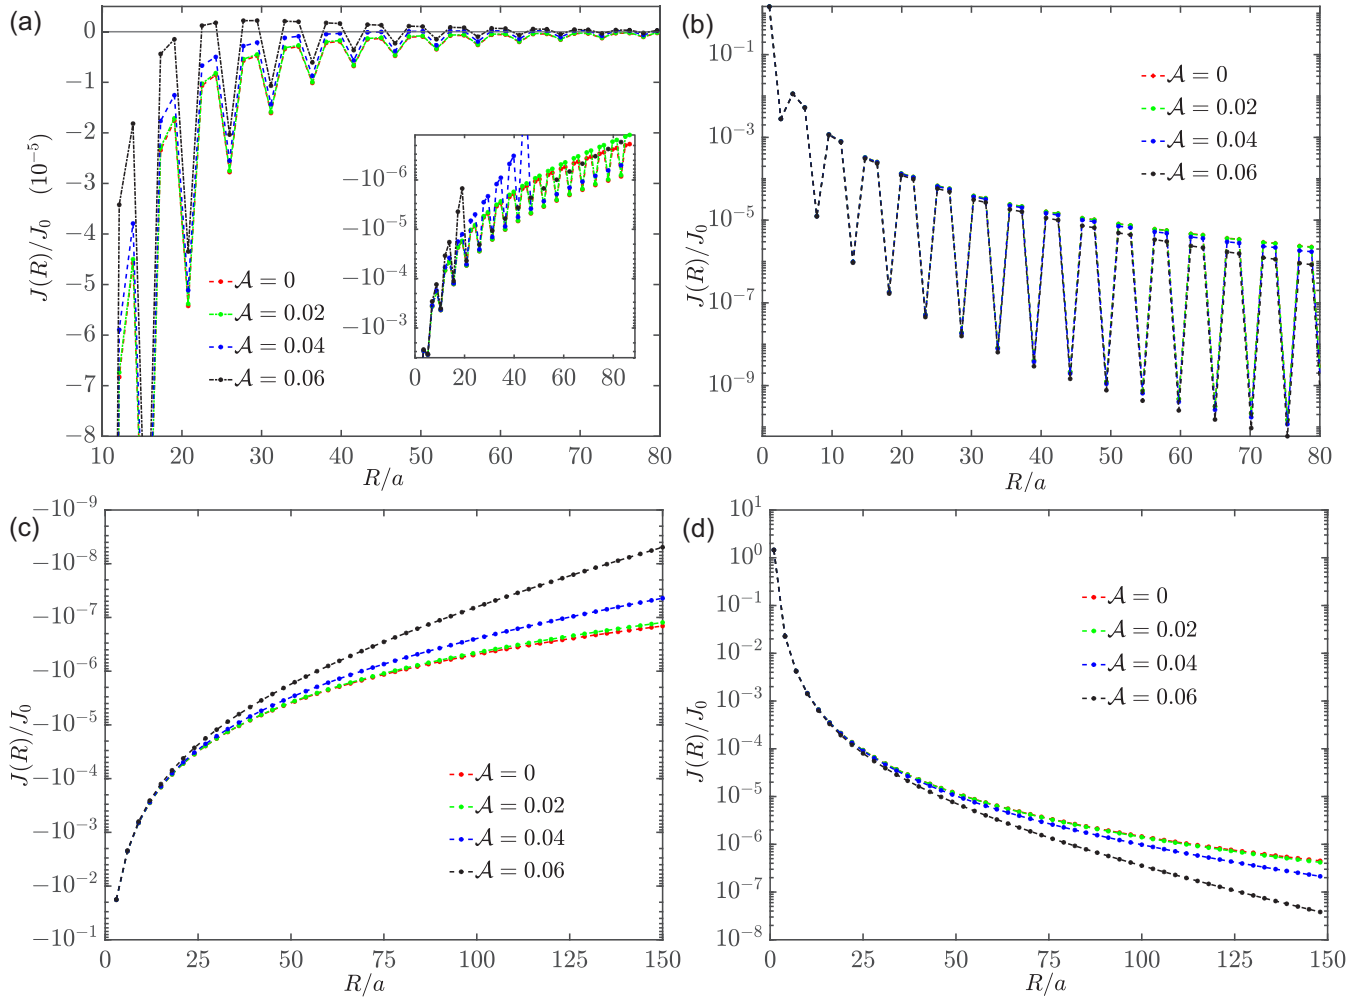 (a)
0
−1
−2
−3
−4
−5
−6
−7
−8
10 20 30 40 50 60 70 80
R/a
J(R)/J₀ (10⁻⁵)
𝒜 = 0
𝒜 = 0.02
𝒜 = 0.04
𝒜 = 0.06
−10⁻⁶
−10⁻⁵
−10⁻⁴
−10⁻³
0 20 40 60 80
(b)
10⁻¹
10⁻³
10⁻⁵
10⁻⁷
10⁻⁹
0 10 20 30 40 50 60 70 80
R/a
J(R)/J₀
𝒜 = 0
𝒜 = 0.02
𝒜 = 0.04
𝒜 = 0.06
(c)
−10⁻⁹
−10⁻⁸
−10⁻⁷
−10⁻⁶
−10⁻⁵
−10⁻⁴
−10⁻³
−10⁻²
−10⁻¹
0 25 50 75 100 125 150
R/a
J(R)/J₀
𝒜 = 0
𝒜 = 0.02
𝒜 = 0.04
𝒜 = 0.06
(d)
10¹
10⁰
10⁻¹
10⁻²
10⁻³
10⁻⁴
10⁻⁵
10⁻⁶
10⁻⁷
10⁻⁸
0 25 50 75 100 125 150
R/a
J(R)/J₀
𝒜 = 0
𝒜 = 0.02
𝒜 = 0.04
𝒜 = 0.06